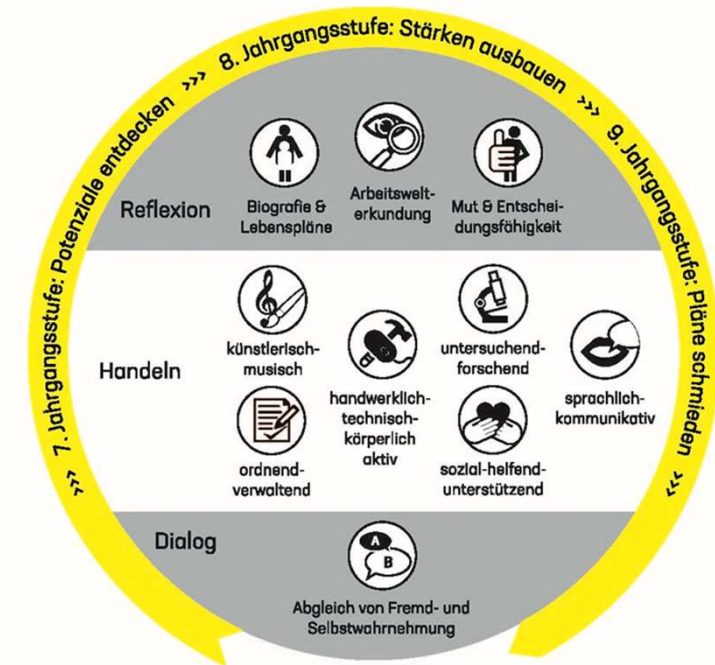 >>> 7. Jahrgangsstufe: Potenziale entdecken >>> 8. Jahrgangsstufe: Stärken ausbauen >>> 9. Jahrgangsstufe: Pläne schmieden >>>
Reflexion
Biografie &
Lebenspläne
Arbeitswelt-
erkundung
Mut & Entschei-
dungsfähigkeit
Handeln
künstlerisch-
musisch
handwerklich-
technisch-
körperlich
aktiv
untersuchend-
forschend
sprachlich-
kommunikativ
ordnend-
verwaltend
sozial-helfend-
unterstützend
Dialog
A
B
Abgleich von Fremd- und
Selbstwahrnehmung